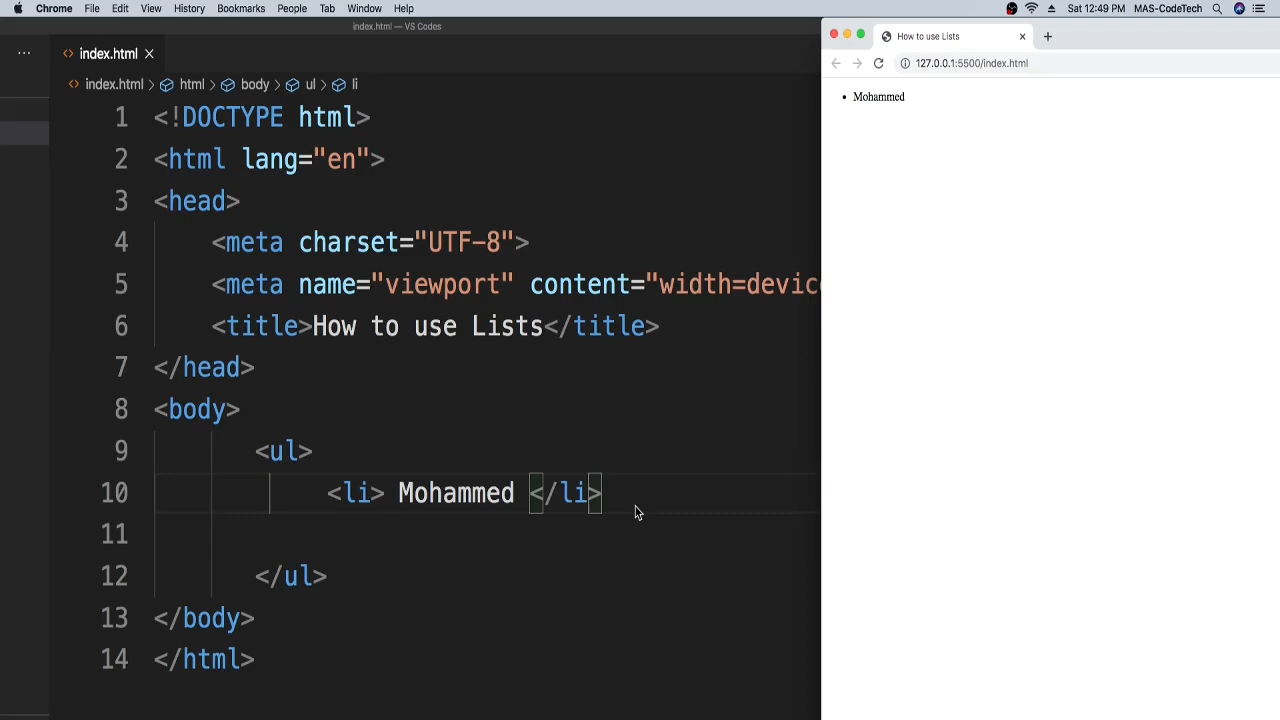 Chrome File Edit View History Bookmarks People Tab Window Help Sat 12:49 PM MAS-CodeTech
index.html — VS Codes
… index.html ×
How to use Lists × +
index.html > html > body > ul > li
127.0.0.1:5500/index.html
• Mohammed
1 <!DOCTYPE html>
2 <html lang="en">
3 <head>
4 <meta charset="UTF-8">
5 <meta name="viewport" content="width=devic
6 <title>How to use Lists</title>
7 </head>
8 <body>
9 <ul>
10 <li> Mohammed </li>
11
12 </ul>
13 </body>
14 </html>